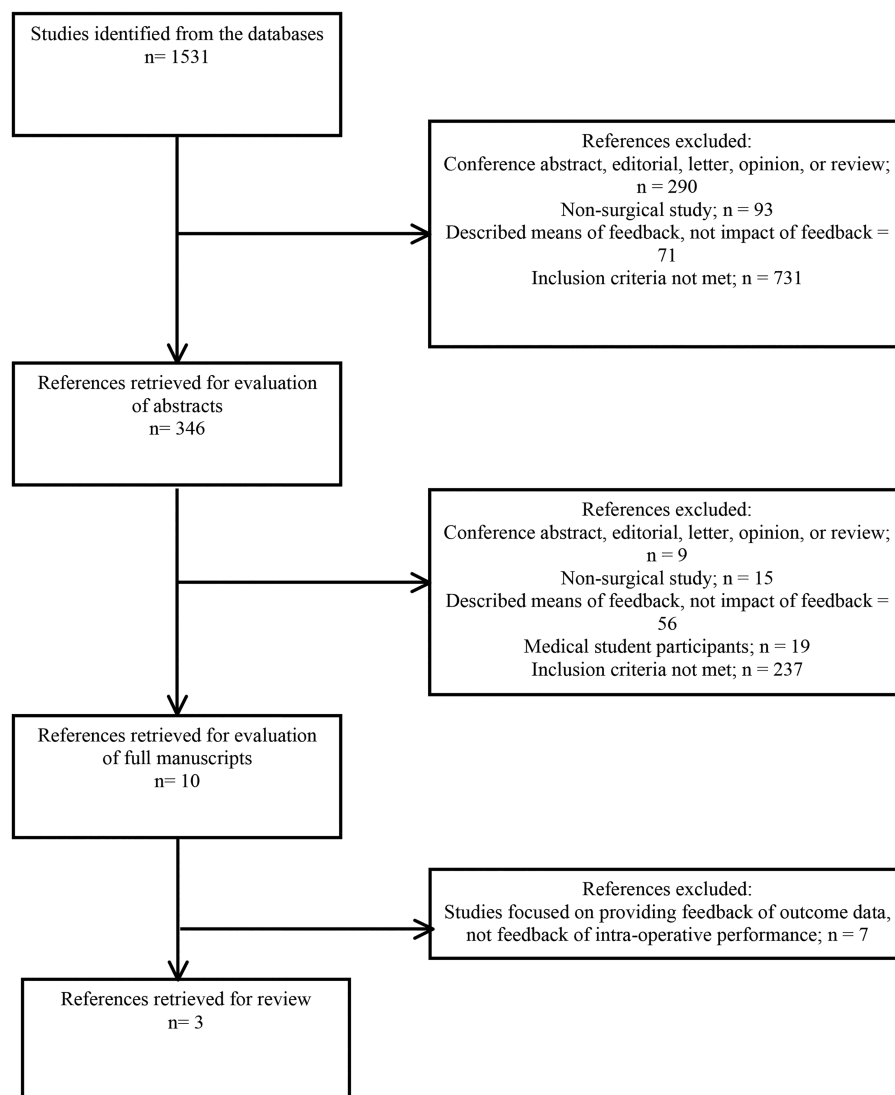 Studies identified from the databases
n= 1531
References excluded:
Conference abstract, editorial, letter, opinion, or review;
n = 290
Non-surgical study; n = 93
Described means of feedback, not impact of feedback =
71
Inclusion criteria not met; n = 731
References retrieved for evaluation
of abstracts
n= 346
References excluded:
Conference abstract, editorial, letter, opinion, or review;
n = 9
Non-surgical study; n = 15
Described means of feedback, not impact of feedback =
56
Medical student participants; n = 19
Inclusion criteria not met; n = 237
References retrieved for evaluation
of full manuscripts
n= 10
References excluded:
Studies focused on providing feedback of outcome data,
not feedback of intra-operative performance; n = 7
References retrieved for review
n= 3